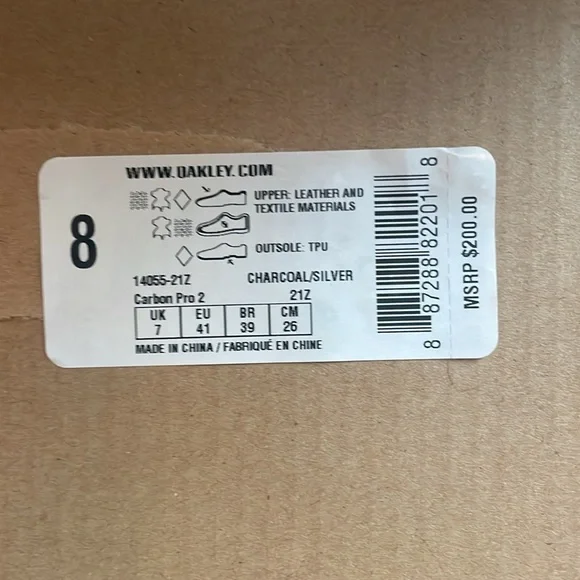 8
WWW.OAKLEY.COM
UPPER: LEATHER AND
TEXTILE MATERIALS
OUTSOLE: TPU
14055-21Z CHARCOAL/SILVER
Carbon Pro 2 21Z
UK EU BR CM
7 41 39 26
MADE IN CHINA / FABRIQUÉ EN CHINE
8 87288 82201 8
MSRP $200.00